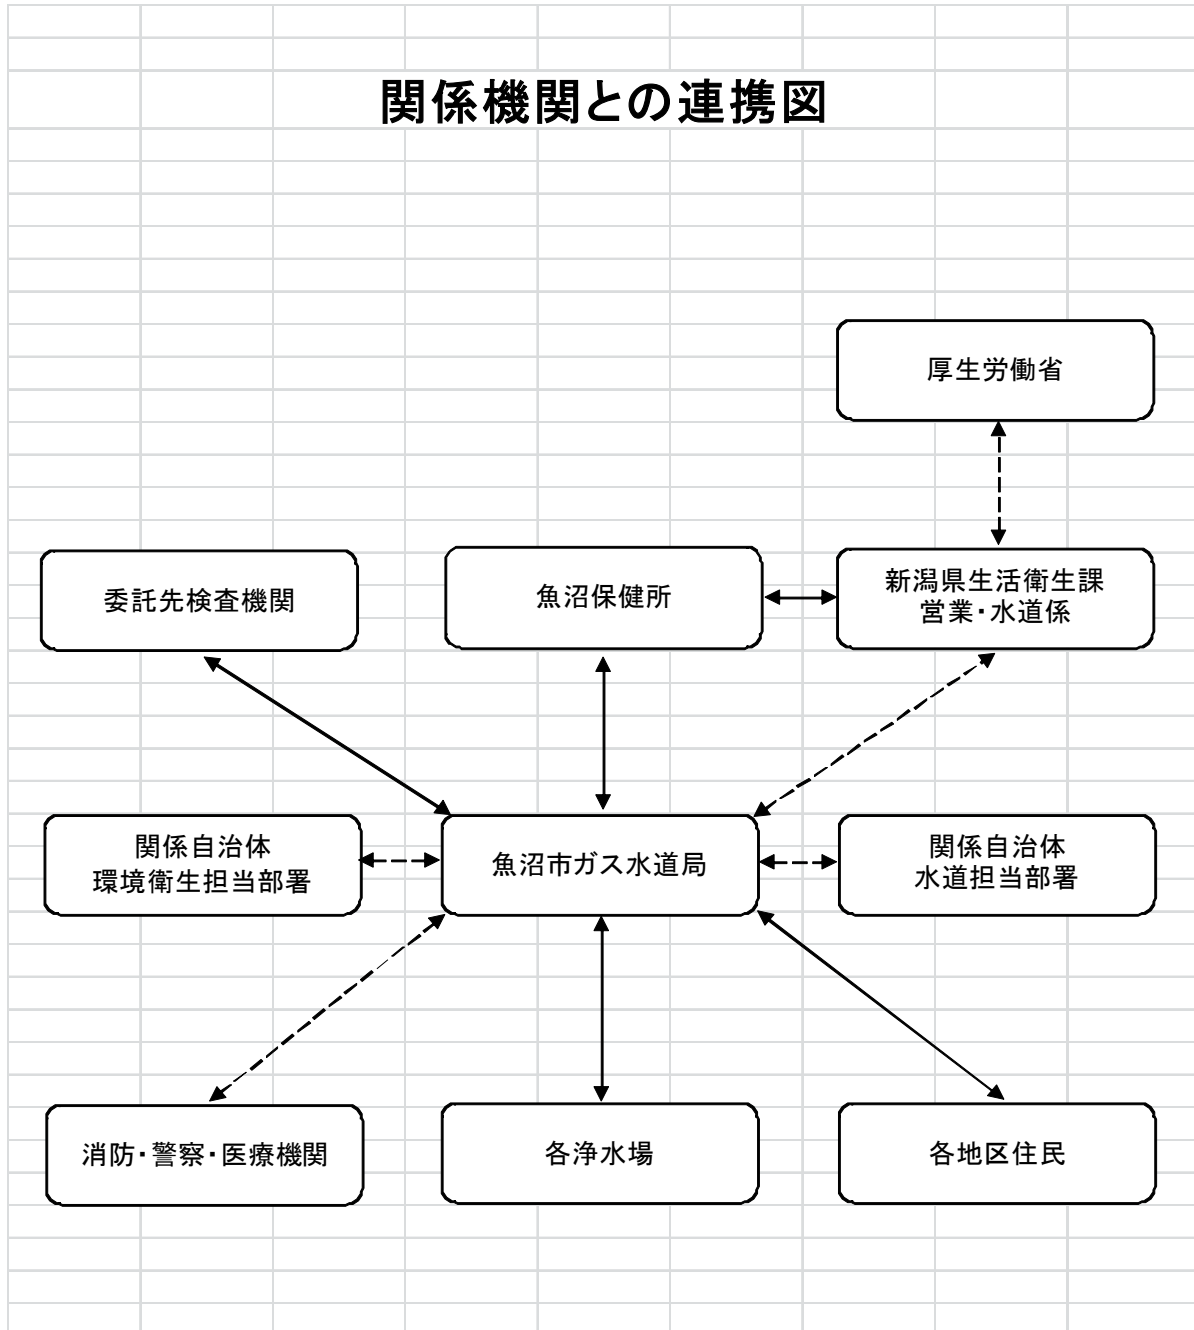 関係機関との連携図
厚生労働省
委託先検査機関
魚沼保健所
新潟県生活衛生課
営業・水道係
関係自治体
環境衛生担当部署
魚沼市ガス水道局
関係自治体
水道担当部署
消防・警察・医療機関
各浄水場
各地区住民